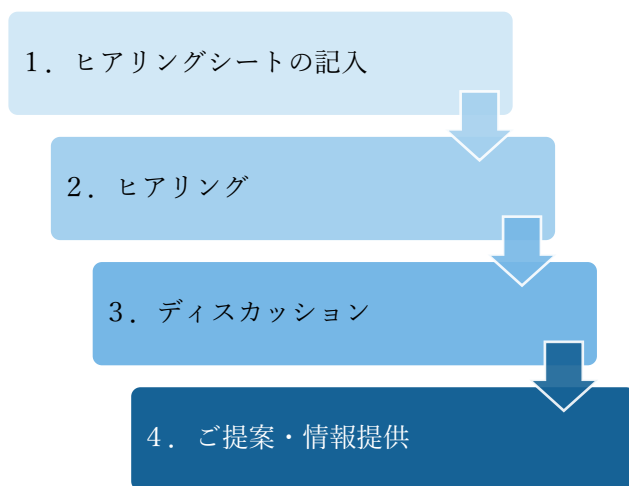 １．ヒアリングシートの記入
２．ヒアリング
３．ディスカッション
４．ご提案・情報提供